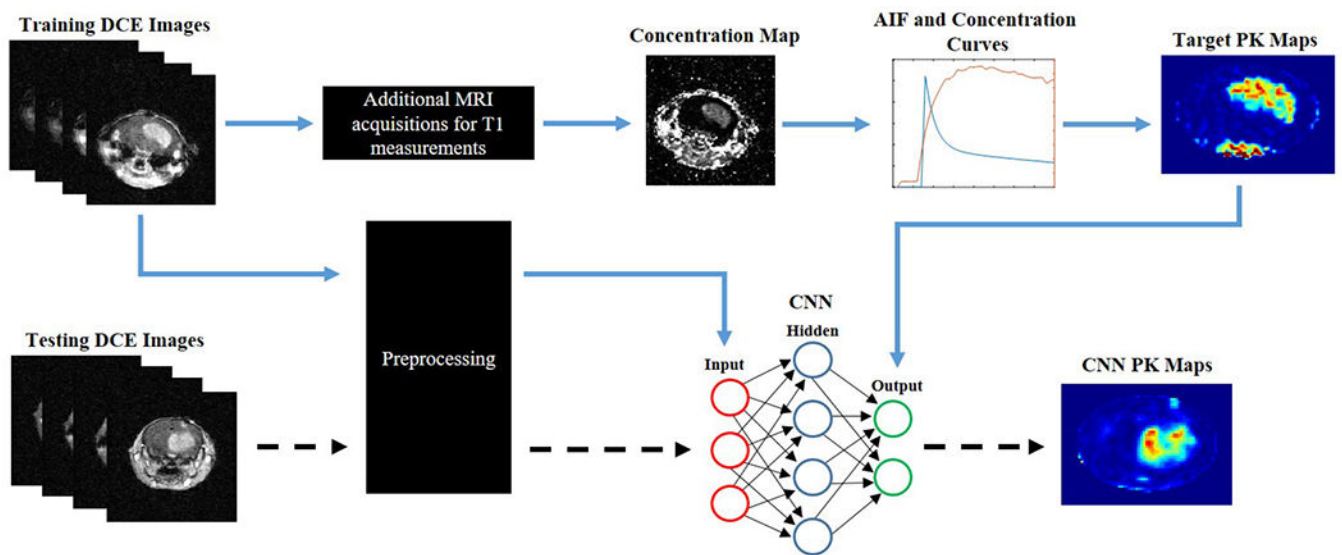 Training DCE Images
Additional MRI
acquisitions for T1
measurements
Concentration Map
AIF and Concentration
Curves
Target PK Maps
Testing DCE Images
Preprocessing
CNN
Hidden
Input
Output
CNN PK Maps